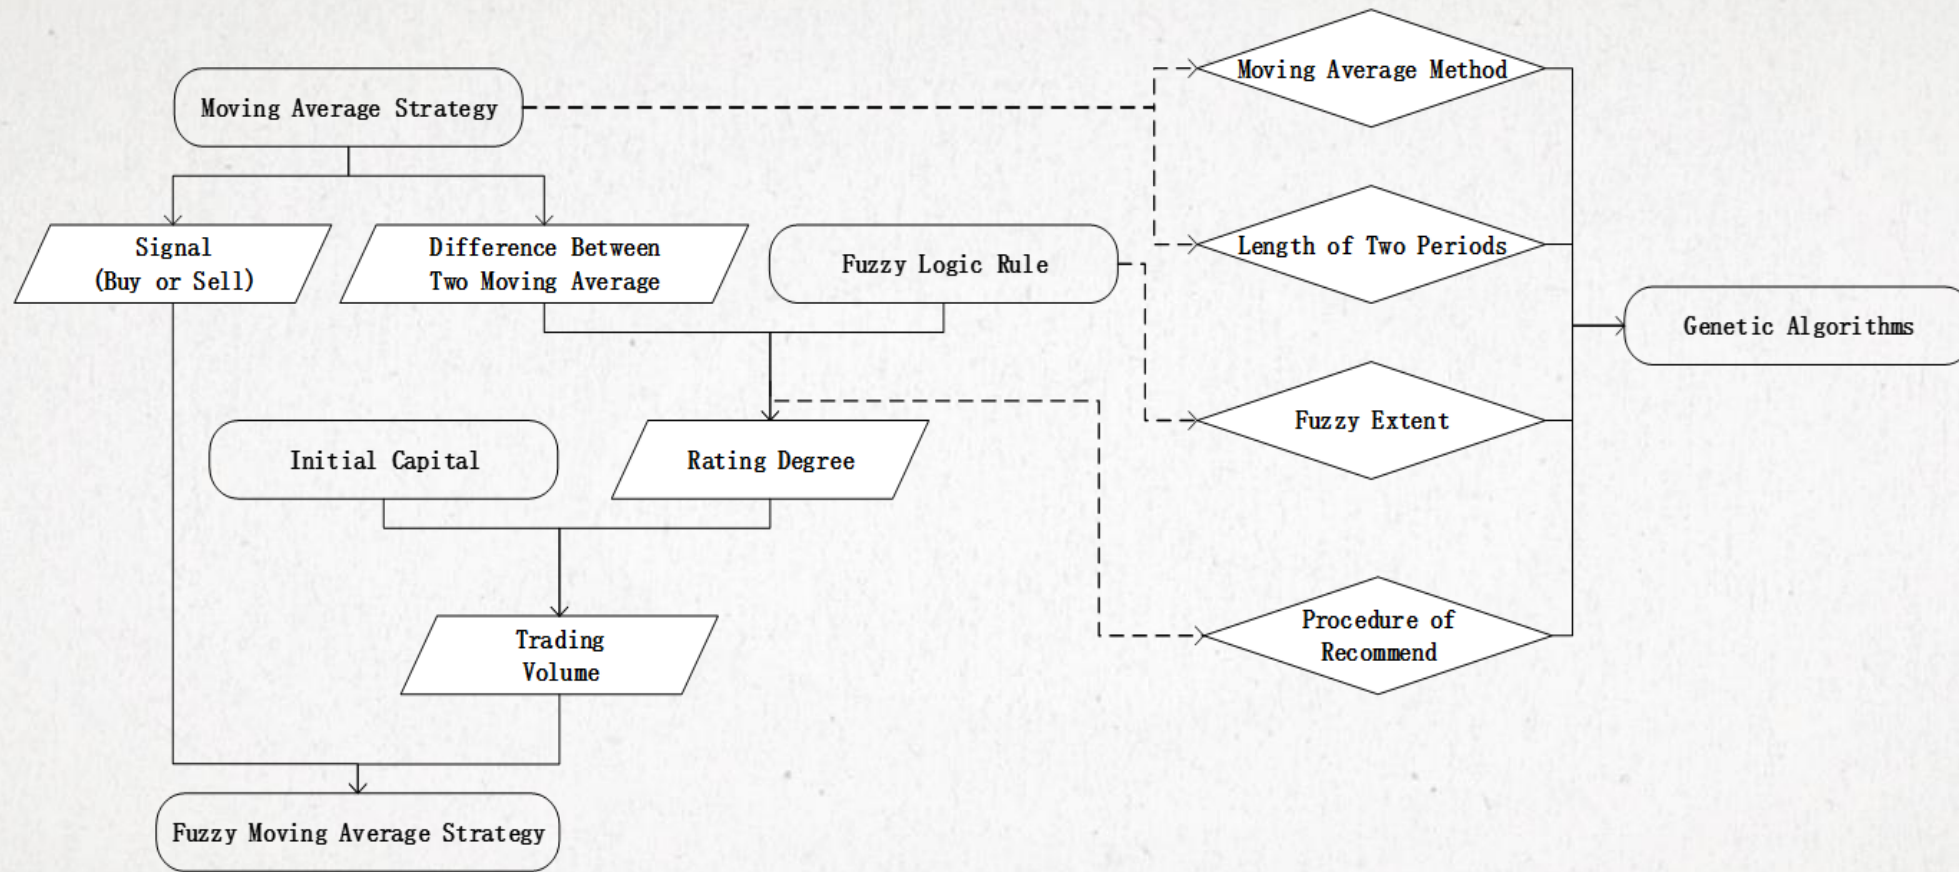 Moving Average Strategy
Signal
(Buy or Sell)
Difference Between
Two Moving Average
Fuzzy Logic Rule
Initial Capital
Rating Degree
Trading
Volume
Fuzzy Moving Average Strategy
Moving Average Method
Length of Two Periods
Fuzzy Extent
Procedure of
Recommend
Genetic Algorithms